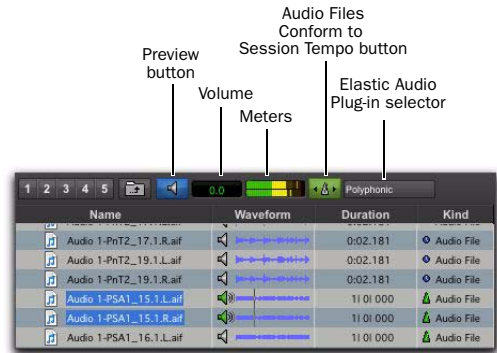 Audio Files
Conform to
Session Tempo button
Preview
button
Volume
Meters
Elastic Audio
Plug-in selector
1 2 3 4 5 0.0 Polyphonic
Name Waveform Duration Kind
Audio 1-PnT2_17.1.R.aif 0:02.181 Audio File
Audio 1-PnT2_19.1.L.aif 0:02.181 Audio File
Audio 1-PnT2_19.1.R.aif 0:02.181 Audio File
Audio 1-PSA1_15.1.L.aif 1| 0| 000 Audio File
Audio 1-PSA1_15.1.R.aif 1| 0| 000 Audio File
Audio 1-PSA1_16.1.L.aif 1| 0| 000 Audio File